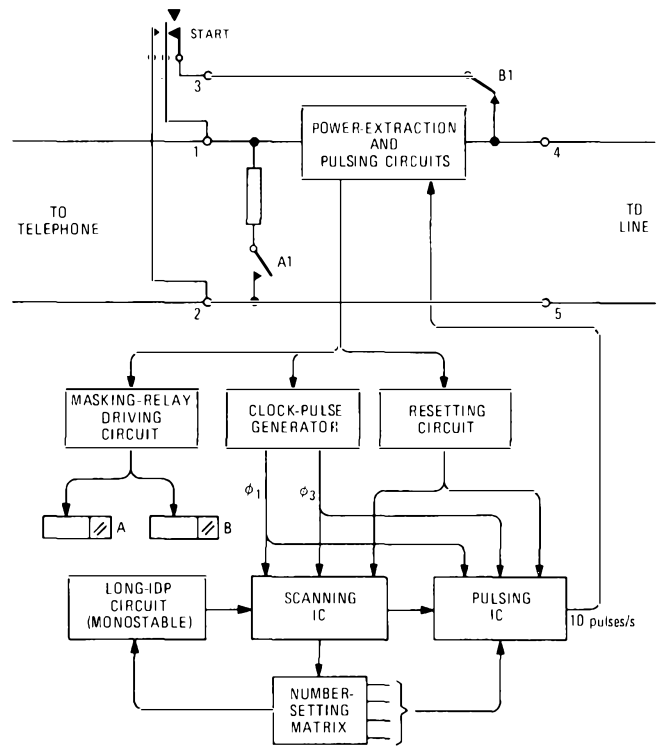 START
B1
3
POWER-EXTRACTION
AND
PULSING CIRCUITS
1
4
TO
TELEPHONE
A1
TO
LINE
2
5
MASKING-RELAY
DRIVING
CIRCUIT
CLOCK-PULSE
GENERATOR
RESETTING
CIRCUIT
ϕ1
ϕ3
A
B
LONG-IDP
CIRCUIT
(MONOSTABLE)
SCANNING
IC
PULSING
IC
10 pulses/s
NUMBER-
SETTING
MATRIX